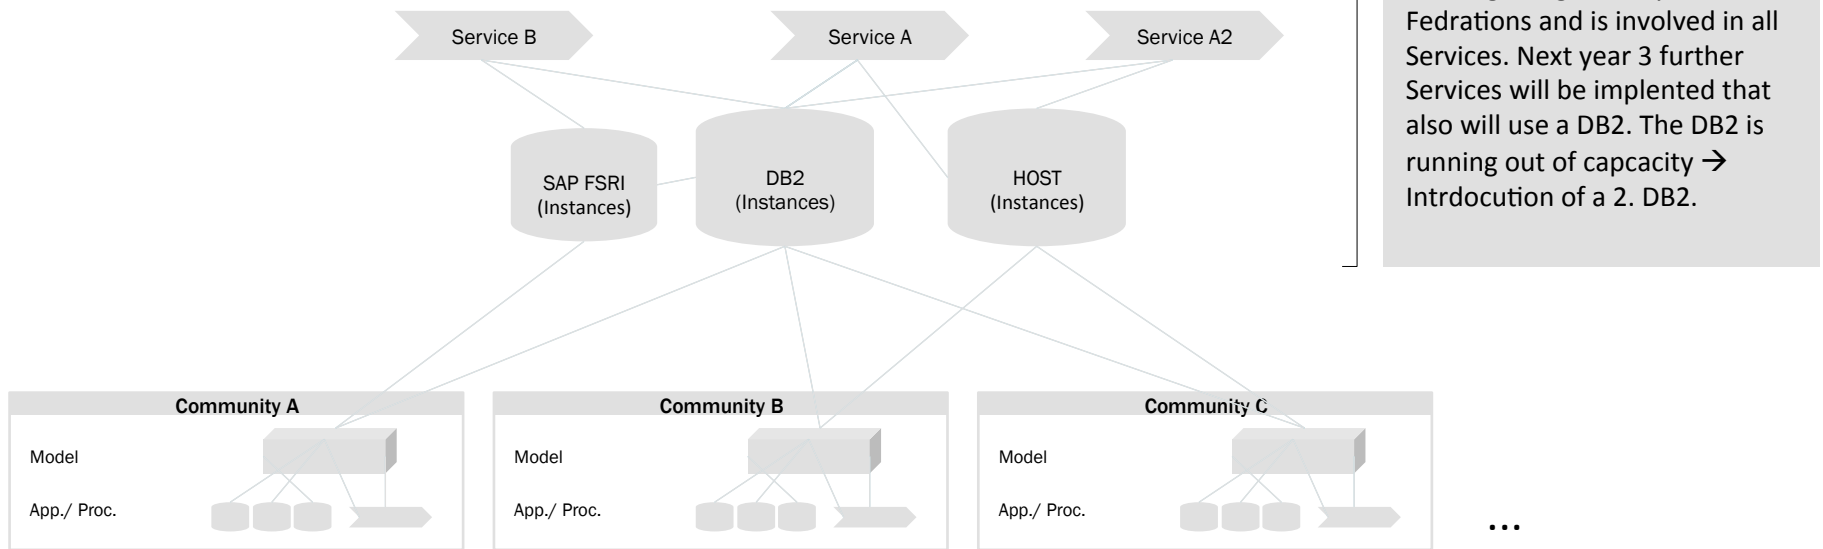 Service B
Service A
Service A2
Fedrations and is involved in all
Services. Next year 3 further
Services will be implented that
also will use a DB2. The DB2 is
running out of capcacity →
Intrdocution of a 2. DB2.
SAP FSRI
(Instances)
DB2
(Instances)
HOST
(Instances)
Community A
Model
App./ Proc.
Community B
Model
App./ Proc.
Community C
Model
App./ Proc.
...